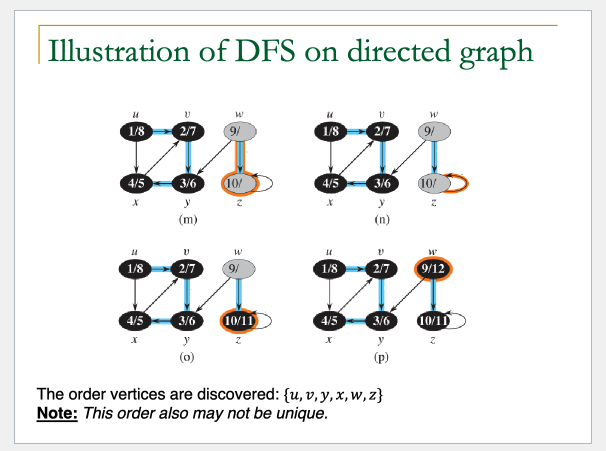 Illustration of DFS on directed graph
u v w
1/8 2/7 9/
4/5 3/6 10/
x y z
(m)
u v w
1/8 2/7 9/
4/5 3/6 10/
x y z
(n)
u v w
1/8 2/7 9/
4/5 3/6 10/11
x y z
(o)
u v w
1/8 2/7 9/12
4/5 3/6 10/11
x y z
(p)
The order vertices are discovered: {u, v, y, x, w, z}
Note: This order also may not be unique.